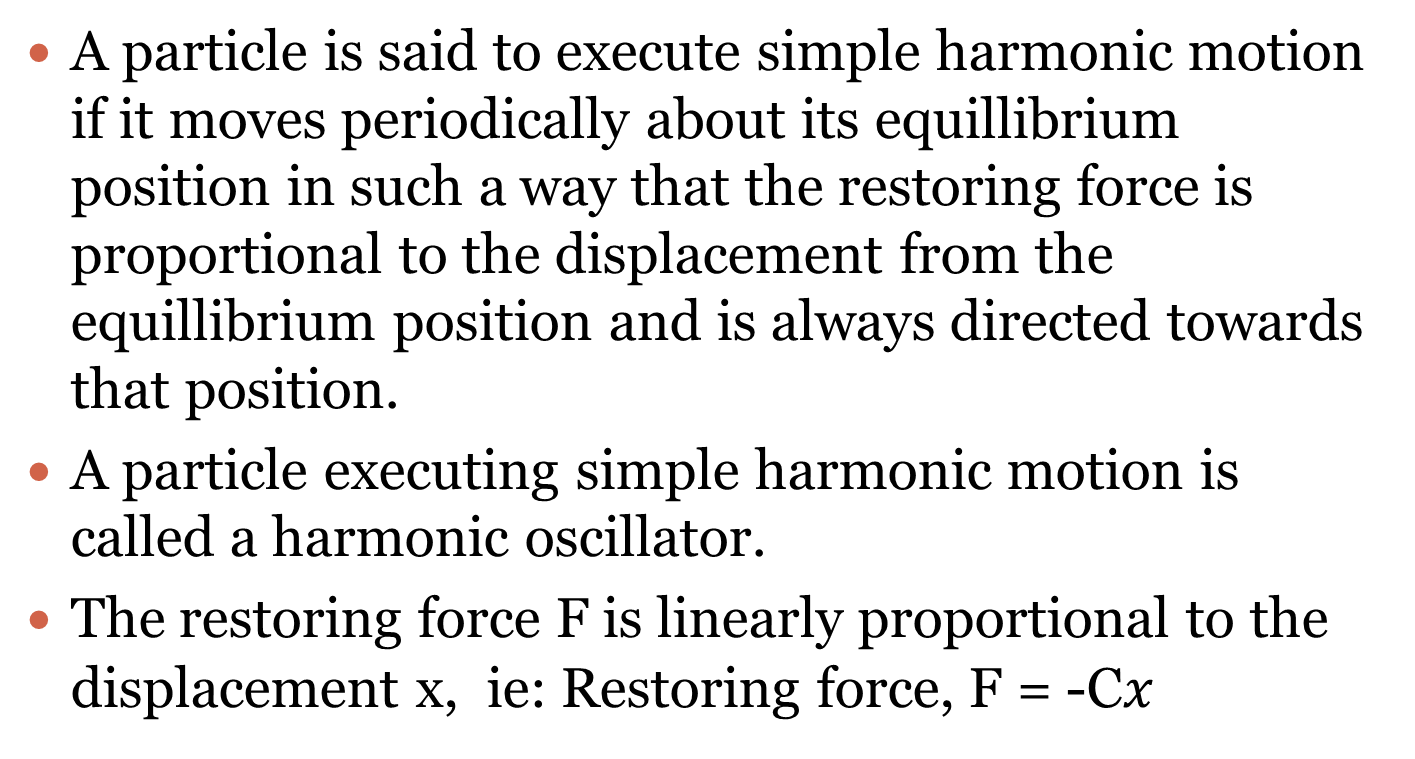 • A particle is said to execute simple harmonic motion
if it moves periodically about its equillibrium
position in such a way that the restoring force is
proportional to the displacement from the
equillibrium position and is always directed towards
that position.
• A particle executing simple harmonic motion is
called a harmonic oscillator.
• The restoring force F is linearly proportional to the
displacement x,  ie: Restoring force, F = -Cx